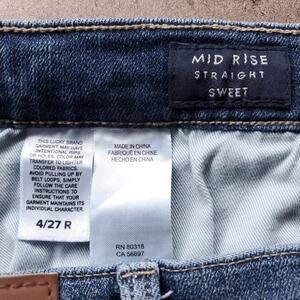 MID RISE
STRAIGHT
SWEET
THIS LUCKY BRAND
GARMENT MAY HAVE
INTENTIONAL RIPS
OR HOLES. COLOR MAY
TRANSFER TO LIGHTER
COLORED FABRICS.
AVOID PULLING UP BY
BELT LOOPS, SIMPLY
FOLLOW THE CARE
INSTRUCTIONS TO
ENSURE THAT YOUR
GARMENT MAINTAINS ITS
INDIVIDUAL CHARACTER.
4/27 R
MADE IN CHINA
FABRIQUÉ EN CHINE
HECHO EN CHINA
RN 80318
CA 56697